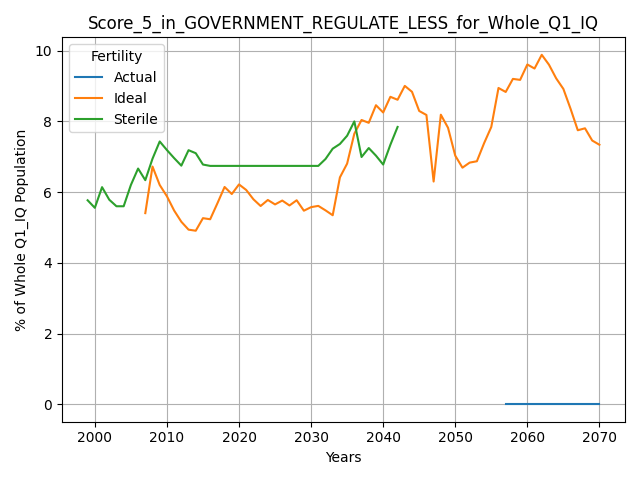 Score_5_in_GOVERNMENT_REGULATE_LESS_for_Whole_Q1_IQ
Fertility
Actual
Ideal
Sterile
% of Whole Q1_IQ Population
10
8
6
4
2
0
2000 2010 2020 2030 2040 2050 2060 2070
Years